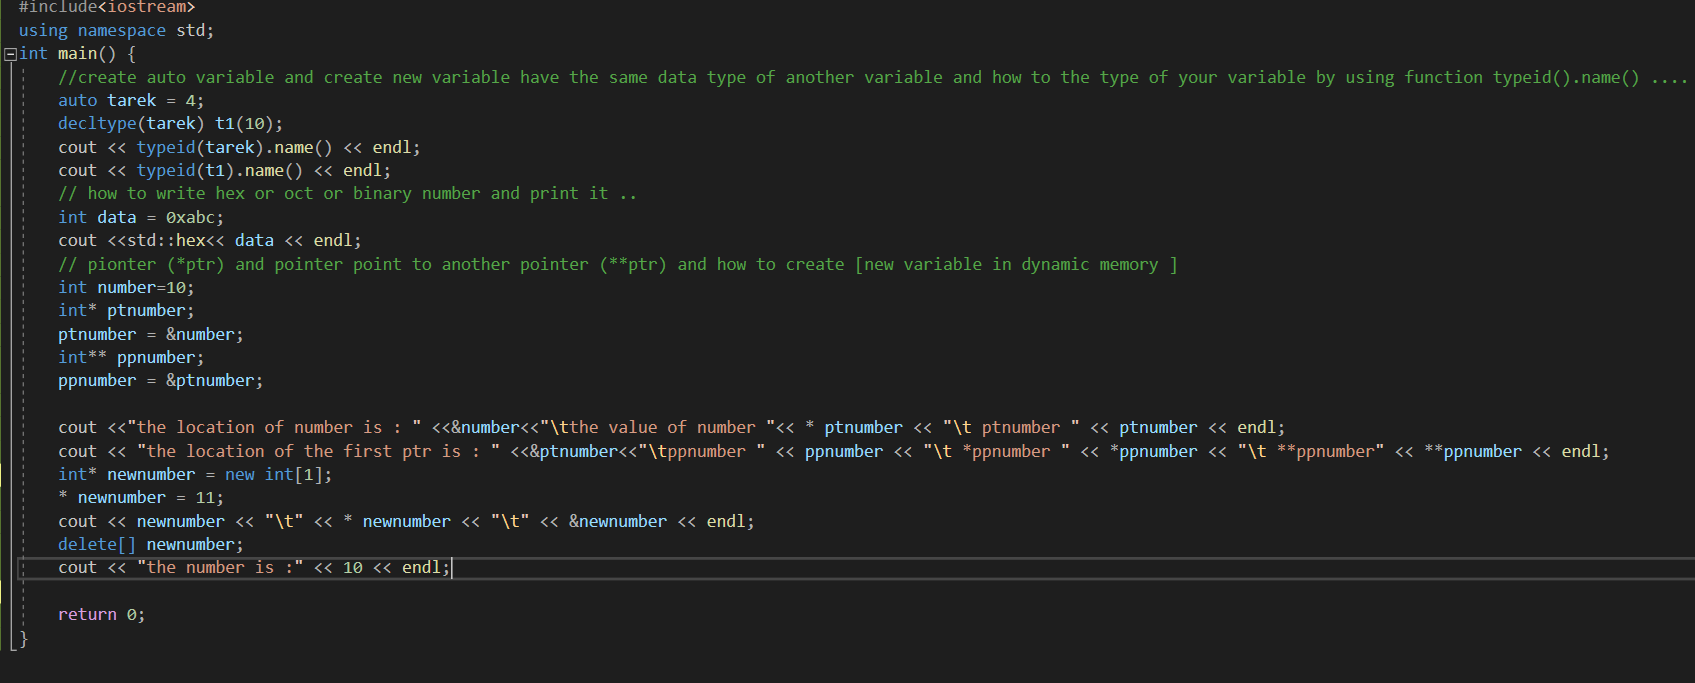 #include<iostream>
using namespace std;
int main() {
//create auto variable and create new variable have the same data type of another variable and how to the type of your variable by using function typeid().name() ....
auto tarek = 4;
decltype(tarek) t1(10);
cout << typeid(tarek).name() << endl;
cout << typeid(t1).name() << endl;
// how to write hex or oct or binary number and print it ..
int data = 0xabc;
cout <<std::hex<< data << endl;
// pionter (*ptr) and pointer point to another pointer (**ptr) and how to create [new variable in dynamic memory ]
int number=10;
int* ptnumber;
ptnumber = &number;
int** ppnumber;
ppnumber = &ptnumber;
cout <<"the location of number is : " <<&number<<"\tthe value of number "<< * ptnumber << "\t ptnumber " << ptnumber << endl;
cout << "the location of the first ptr is : " <<&ptnumber<<"\tppnumber " << ppnumber << "\t *ppnumber " << *ppnumber << "\t **ppnumber" << **ppnumber << endl;
int* newnumber = new int[1];
* newnumber = 11;
cout << newnumber << "\t" << * newnumber << "\t" << &newnumber << endl;
delete[] newnumber;
cout << "the number is :" << 10 << endl;
return 0;
}